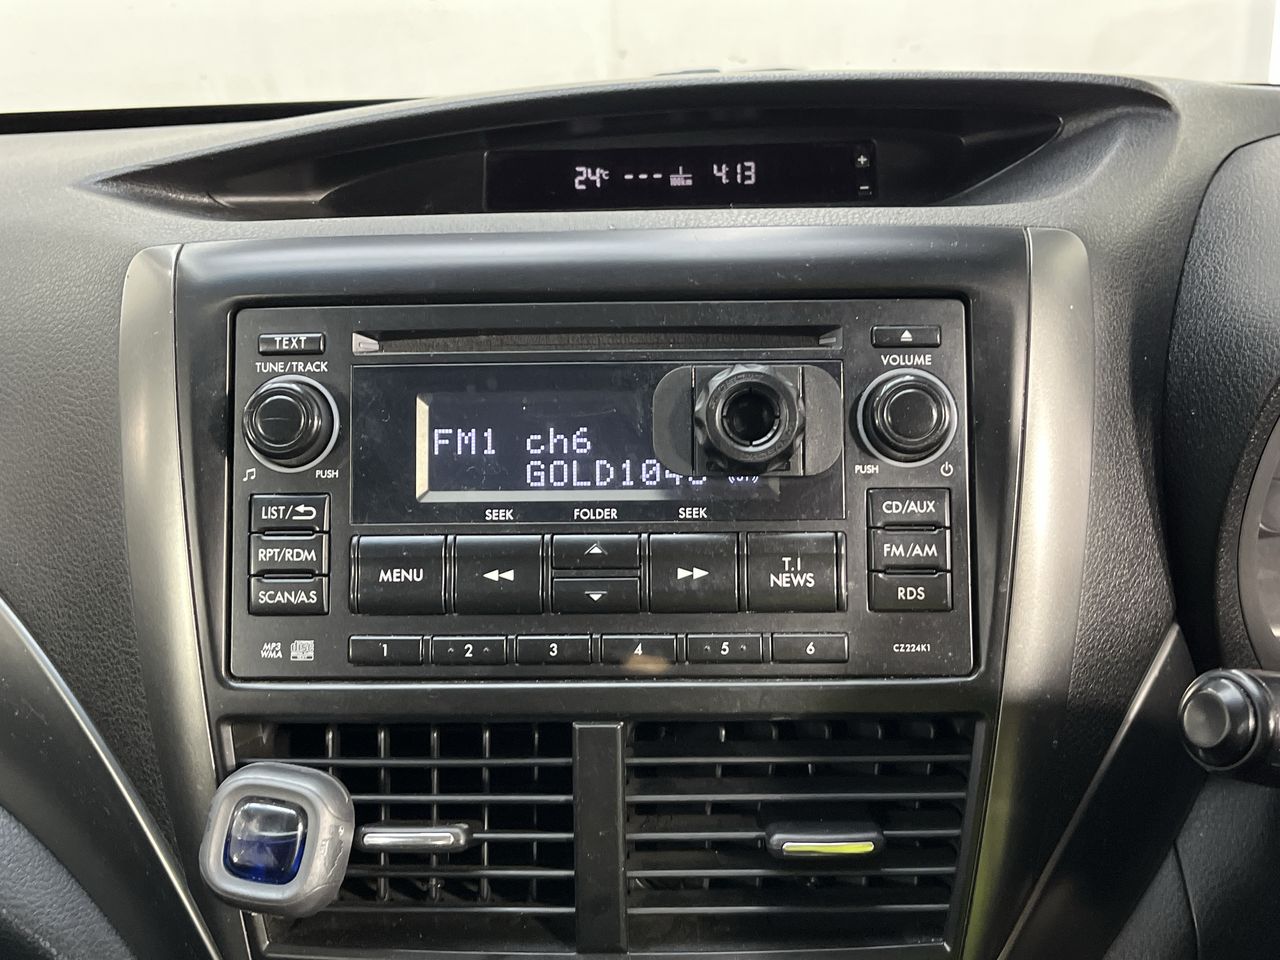 24°C --- L/100km 4:13
+
−
TEXT
TUNE/TRACK
VOLUME
FM1 ch6
GOLD104
PUSH
PUSH
SEEK FOLDER SEEK
LIST/
RPT/RDM
SCAN/A.S
CD/AUX
FM/AM
RDS
MENU
T.I
NEWS
MP3
WMA
1 2 3 4 5 6
CZ224K1